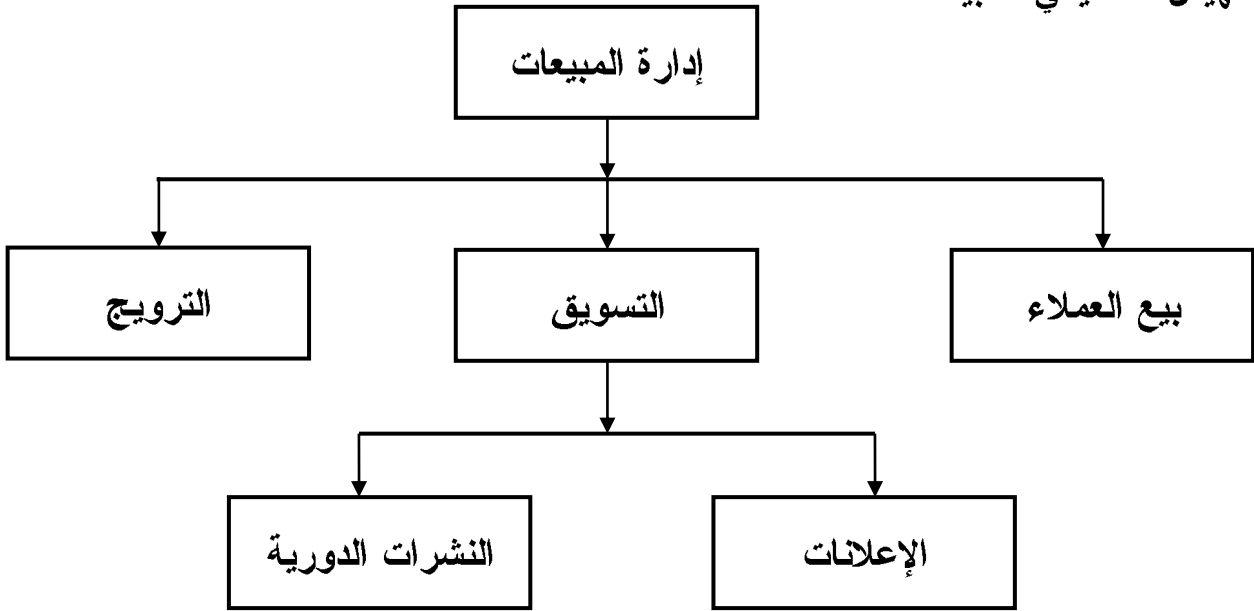 إدارة المبيعات
بيع العملاء
التسويق
الترويج
الإعلانات
النشرات الدورية